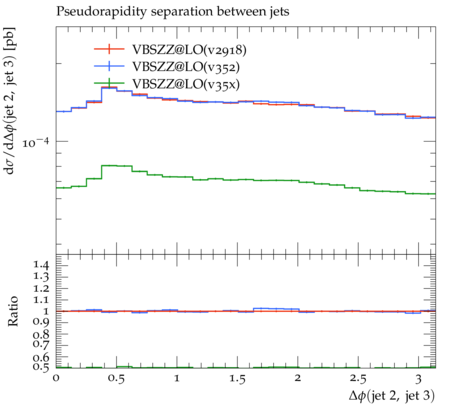 Pseudorapidity separation between jets
dσ/dΔϕ(jet 2, jet 3) [pb]
VBSZZ@LO(v2918)
VBSZZ@LO(v352)
VBSZZ@LO(v35x)
10⁻⁴
Ratio
1.4
1.3
1.2
1.1
1
0.9
0.8
0.7
0.6
0.5
0 0.5 1 1.5 2 2.5 3
Δϕ(jet 2, jet 3)